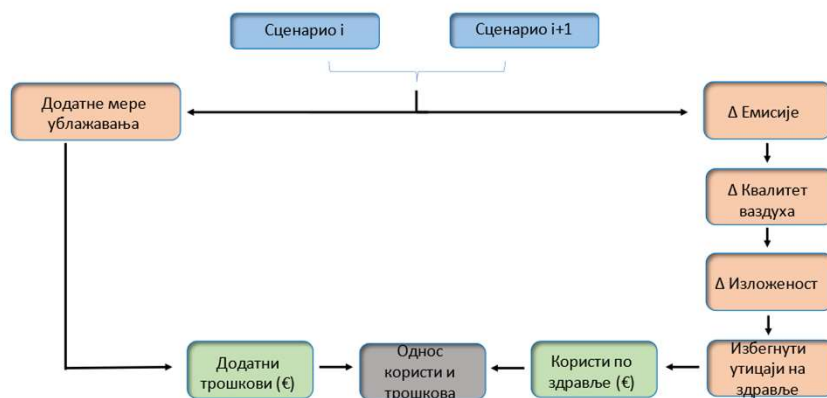 Сценарио i
Сценарио i+1
Додатне мере
ублажавања
Δ Емисије
Δ Квалитет
ваздуха
Δ Изложеност
Додатни
трошкови (€)
Однос
користи и
трошкова
Користи по
здравље (€)
Избегнути
утицаји на
здравље